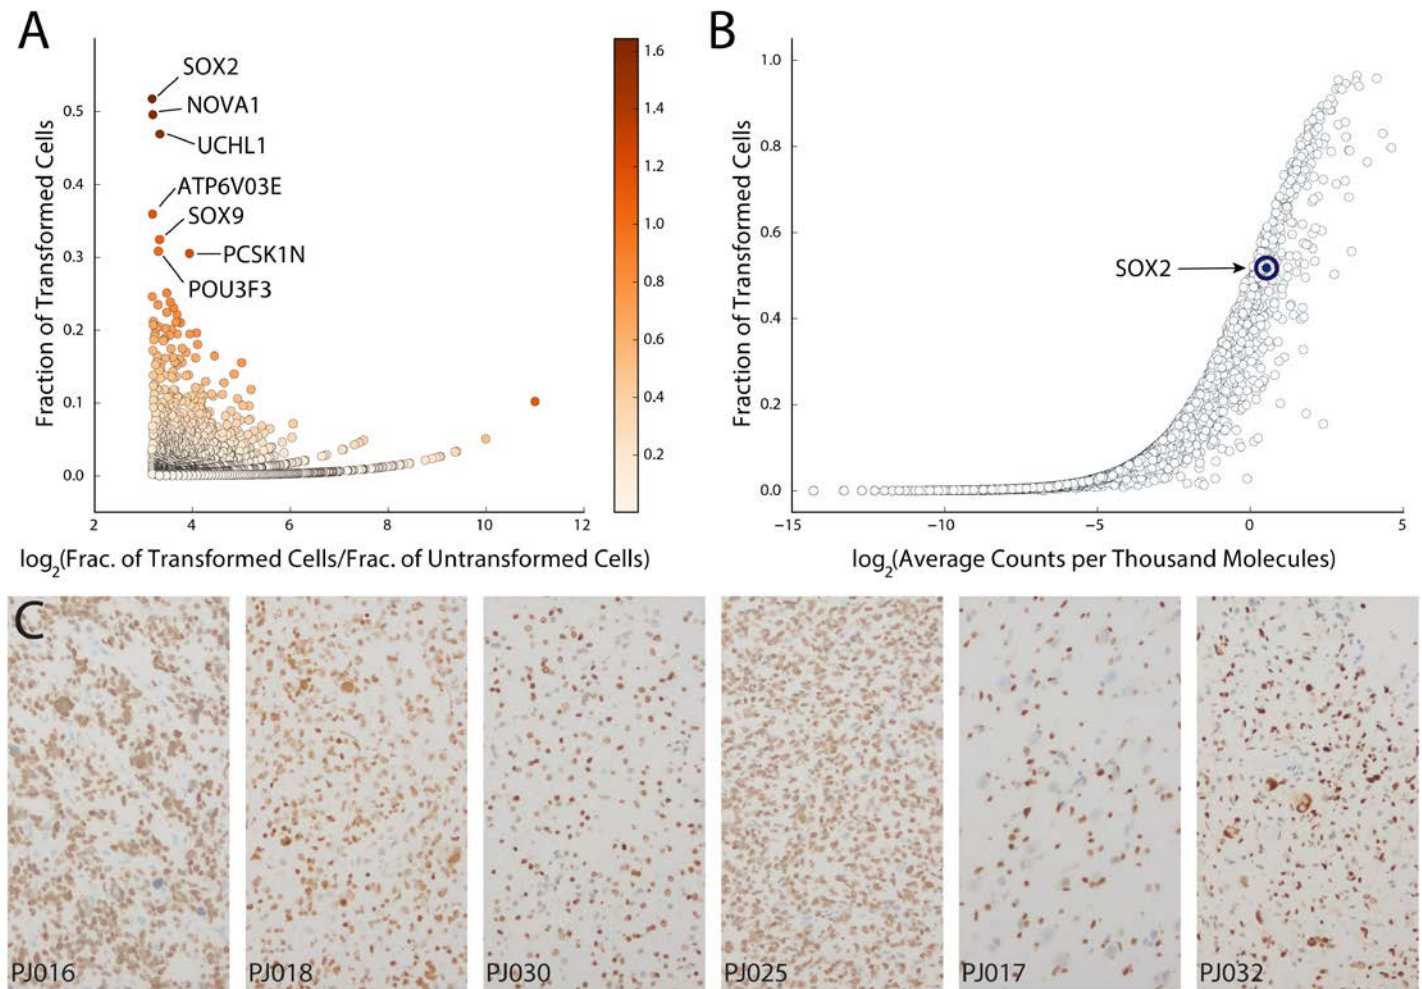 A
SOX2
NOVA1
UCHL1
ATP6V03E
SOX9
PCSK1N
POU3F3
Fraction of Transformed Cells
0.5
0.4
0.3
0.2
0.1
0.0
2 4 6 8 10 12
log2(Frac. of Transformed Cells/Frac. of Untransformed Cells)
1.6
1.4
1.2
1.0
0.8
0.6
0.4
0.2
B
Fraction of Transformed Cells
1.0
0.8
0.6
0.4
0.2
0.0
SOX2
−15 −10 −5 0 5
log2(Average Counts per Thousand Molecules)
C
PJ016 PJ018 PJ030 PJ025 PJ017 PJ032